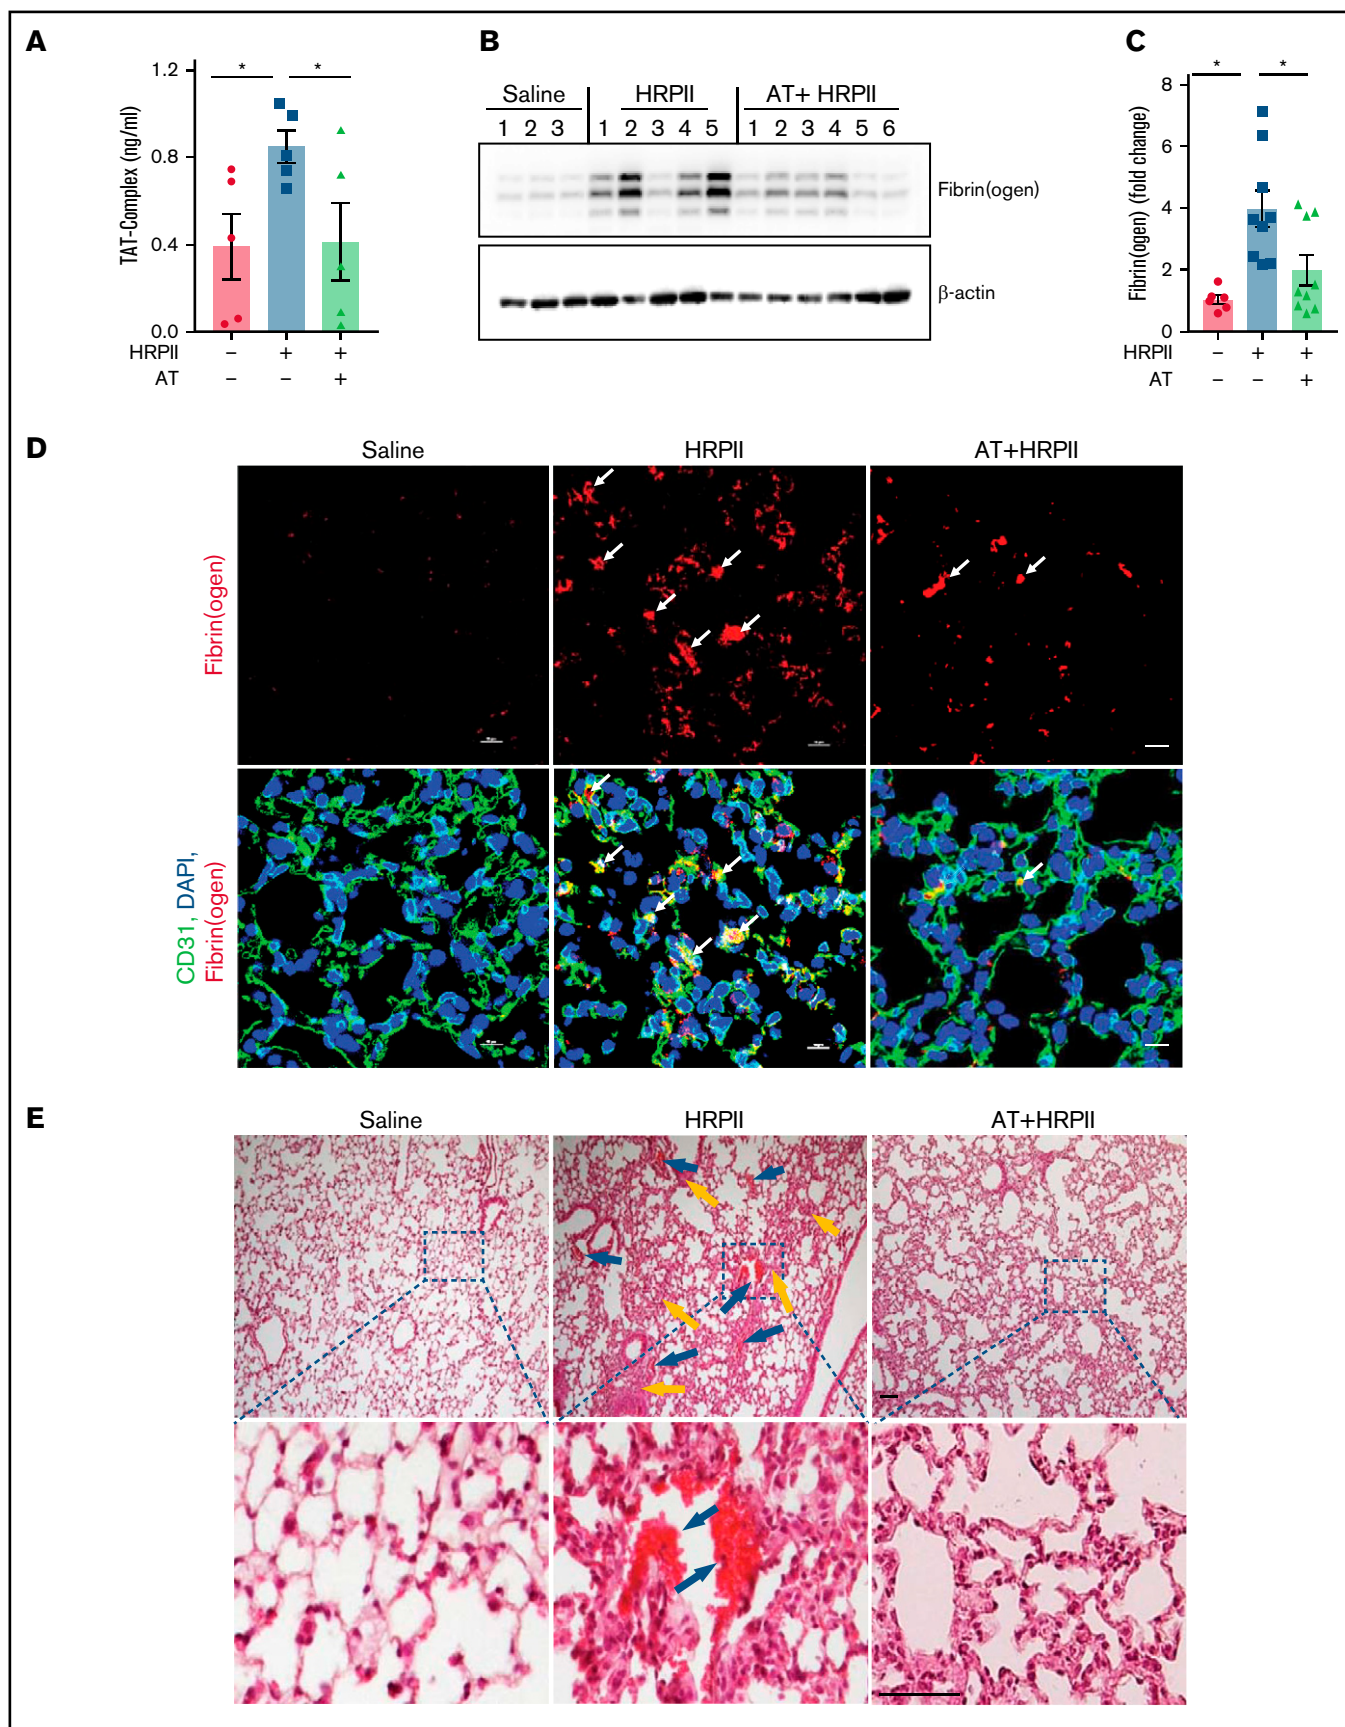 A
TAT-Complex (ng/ml)
1.2
0.8
0.4
0.0
*
*
HRPII − + +
AT − − +
B
Saline HRPII AT+ HRPII
1 2 3 1 2 3 4 5 1 2 3 4 5 6
Fibrin(ogen)
β-actin
C
Fibrin(ogen) (fold change)
8
6
4
2
0
*
*
HRPII − + +
AT − − +
D
Saline HRPII AT+HRPII
Fibrin(ogen)
CD31, DAPI,
Fibrin(ogen)
E
Saline HRPII AT+HRPII